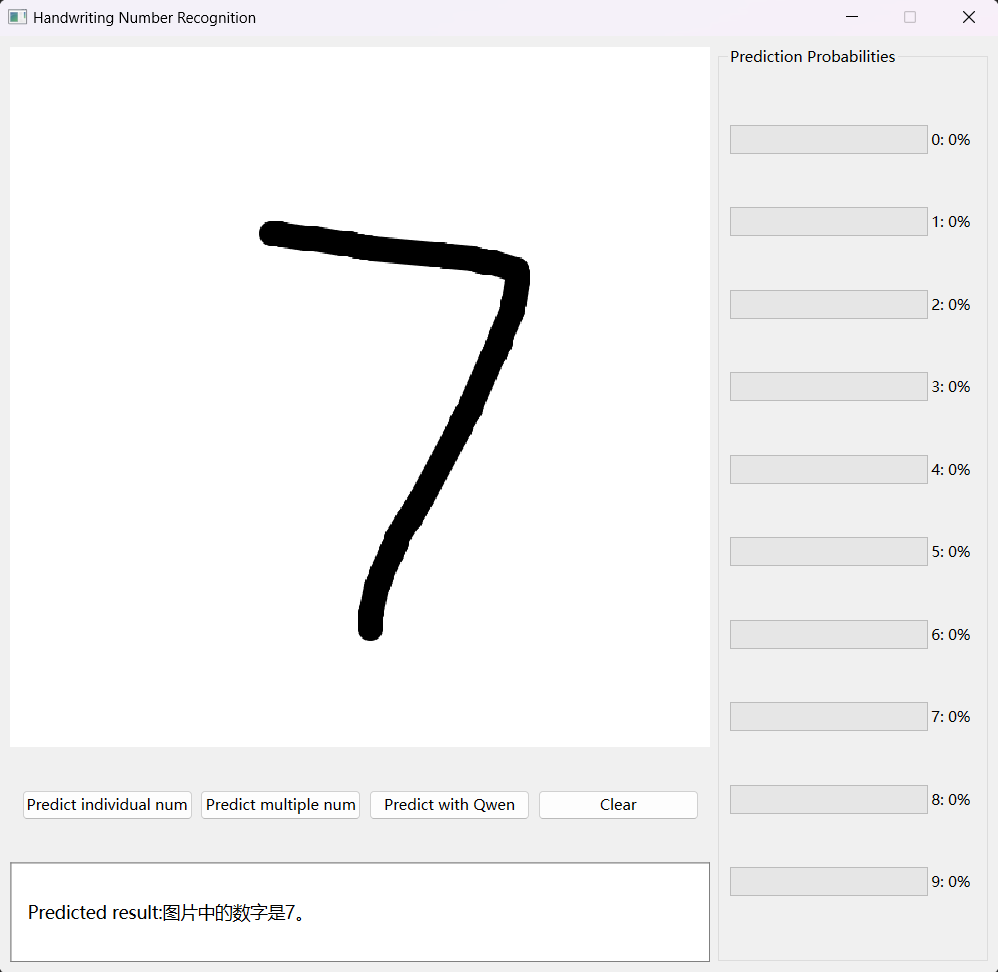 Handwriting Number Recognition
7
Prediction Probabilities
0: 0%
1: 0%
2: 0%
3: 0%
4: 0%
5: 0%
6: 0%
7: 0%
8: 0%
9: 0%
Predict individual num
Predict multiple num
Predict with Qwen
Clear
Predicted result:图片中的数字是7。